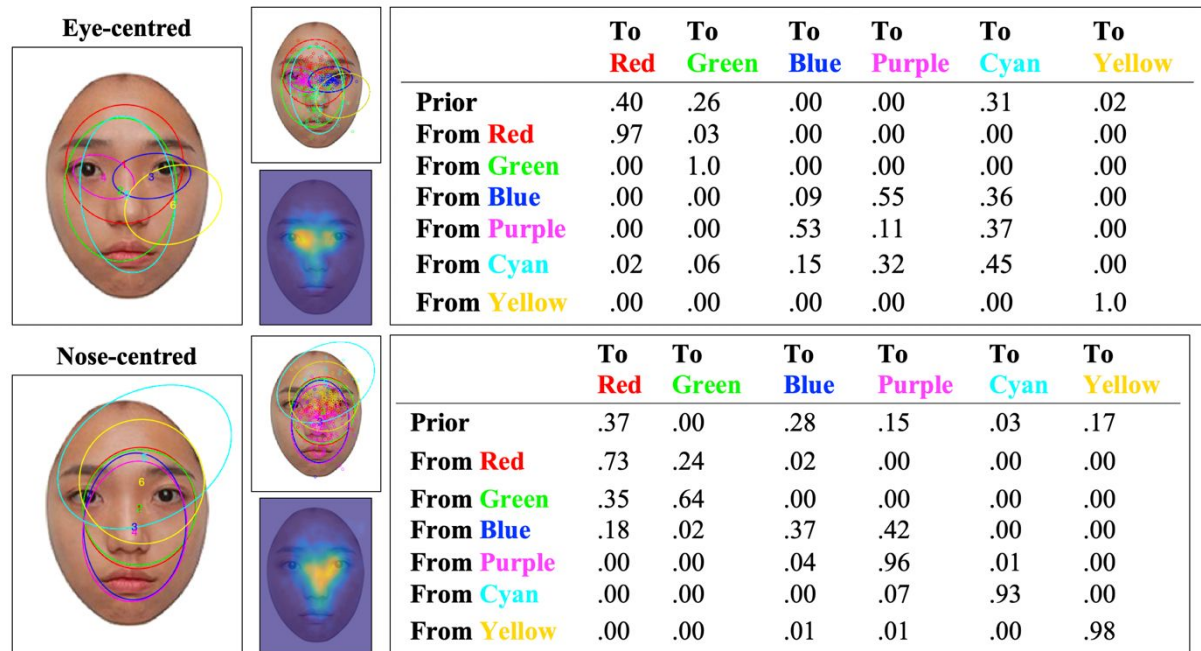 Eye-centred
To To To To To To
Red Green Blue Purple Cyan Yellow
Prior .40 .26 .00 .00 .31 .02
From Red .97 .03 .00 .00 .00 .00
From Green .00 1.0 .00 .00 .00 .00
From Blue .00 .00 .09 .55 .36 .00
From Purple .00 .00 .53 .11 .37 .00
From Cyan .02 .06 .15 .32 .45 .00
From Yellow .00 .00 .00 .00 .00 1.0
3
6
Nose-centred
To To To To To To
Red Green Blue Purple Cyan Yellow
Prior .37 .00 .28 .15 .03 .17
From Red .73 .24 .02 .00 .00 .00
From Green .35 .64 .00 .00 .00 .00
From Blue .18 .02 .37 .42 .00 .00
From Purple .00 .00 .04 .96 .01 .00
From Cyan .00 .00 .00 .07 .93 .00
From Yellow .00 .00 .01 .01 .00 .98
6
3